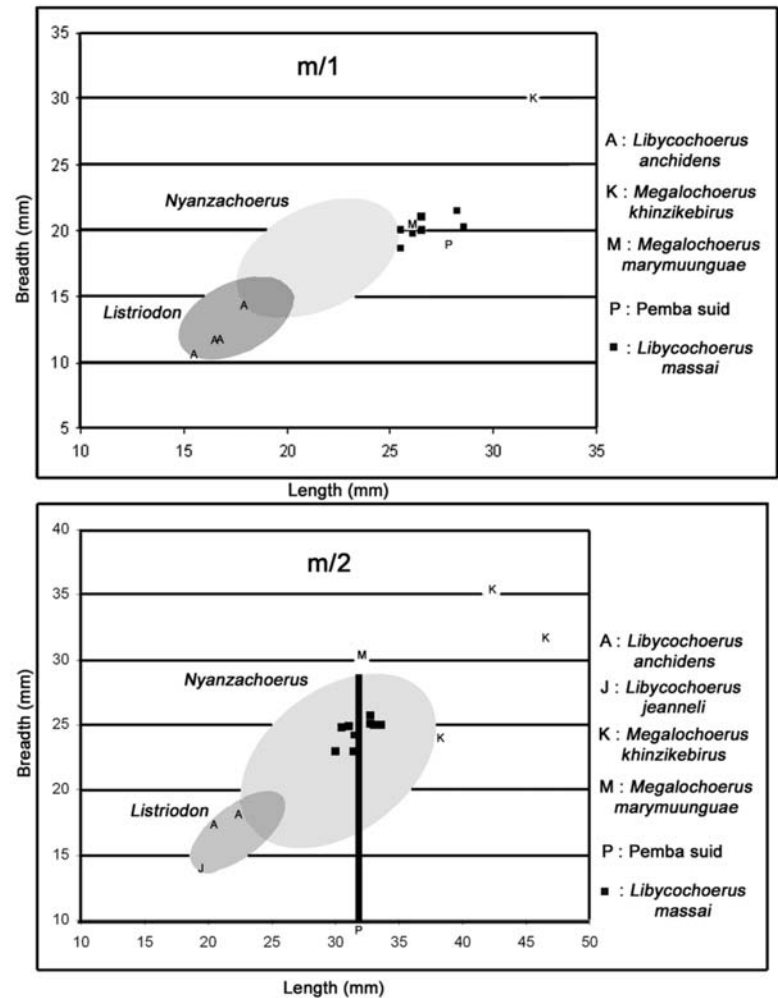 m/1
35
30
25
20
15
10
5
Breadth (mm)
10 15 20 25 30 35
Length (mm)
Nyanzachoerus
Listriodon
K
M
P
A
AA
A
A : Libycochoerus
anchidens
K : Megalochoerus
khinzikebirus
M : Megalochoerus
marymuunguae
P : Pemba suid
: Libycochoerus
massai
m/2
40
35
30
25
20
15
10
Breadth (mm)
10 15 20 25 30 35 40 45 50
Length (mm)
Nyanzachoerus
Listriodon
K
K
M
K
A
A
J
P
A : Libycochoerus
anchidens
J : Libycochoerus
jeanneli
K : Megalochoerus
khinzikebirus
M : Megalochoerus
marymuunguae
P : Pemba suid
: Libycochoerus
massai